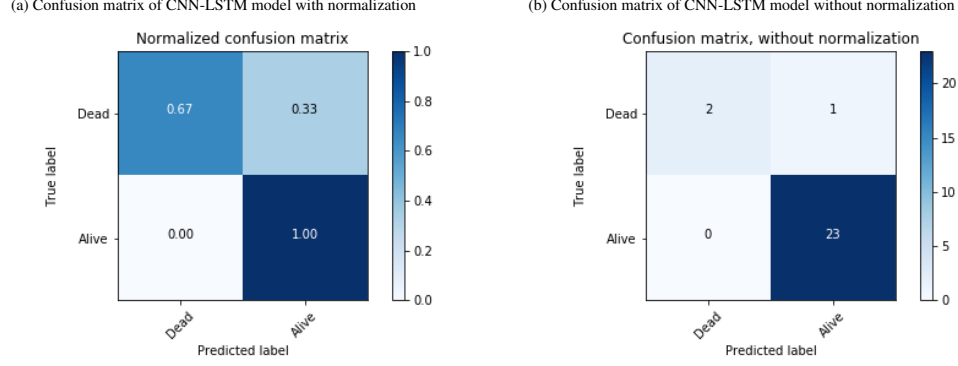 (a) Confusion matrix of CNN-LSTM model with normalization
Normalized confusion matrix
True label
Dead
Alive
0.67 0.33
0.00 1.00
Dead Alive
Predicted label
1.0
0.8
0.6
0.4
0.2
0.0
(b) Confusion matrix of CNN-LSTM model without normalization
Confusion matrix, without normalization
True label
Dead
Alive
2 1
0 23
Dead Alive
Predicted label
20
15
10
5
0